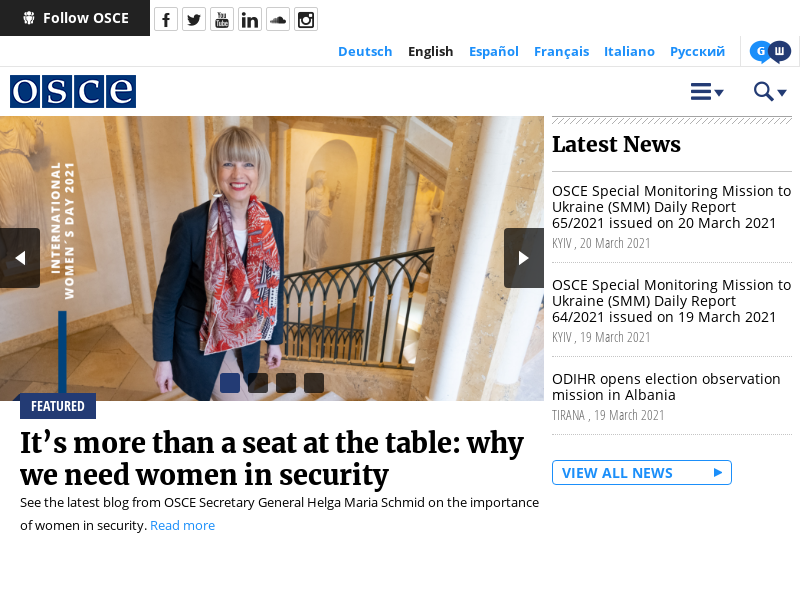 Follow OSCE
Deutsch English Español Français Italiano Русский
G Ш
OSCE
INTERNATIONAL
WOMEN´S DAY 2021
FEATURED
It’s more than a seat at the table: why
we need women in security
See the latest blog from OSCE Secretary General Helga Maria Schmid on the importance
of women in security. Read more
Latest News
OSCE Special Monitoring Mission to
Ukraine (SMM) Daily Report
65/2021 issued on 20 March 2021
KYIV , 20 March 2021
OSCE Special Monitoring Mission to
Ukraine (SMM) Daily Report
64/2021 issued on 19 March 2021
KYIV , 19 March 2021
ODIHR opens election observation
mission in Albania
TIRANA , 19 March 2021
VIEW ALL NEWS